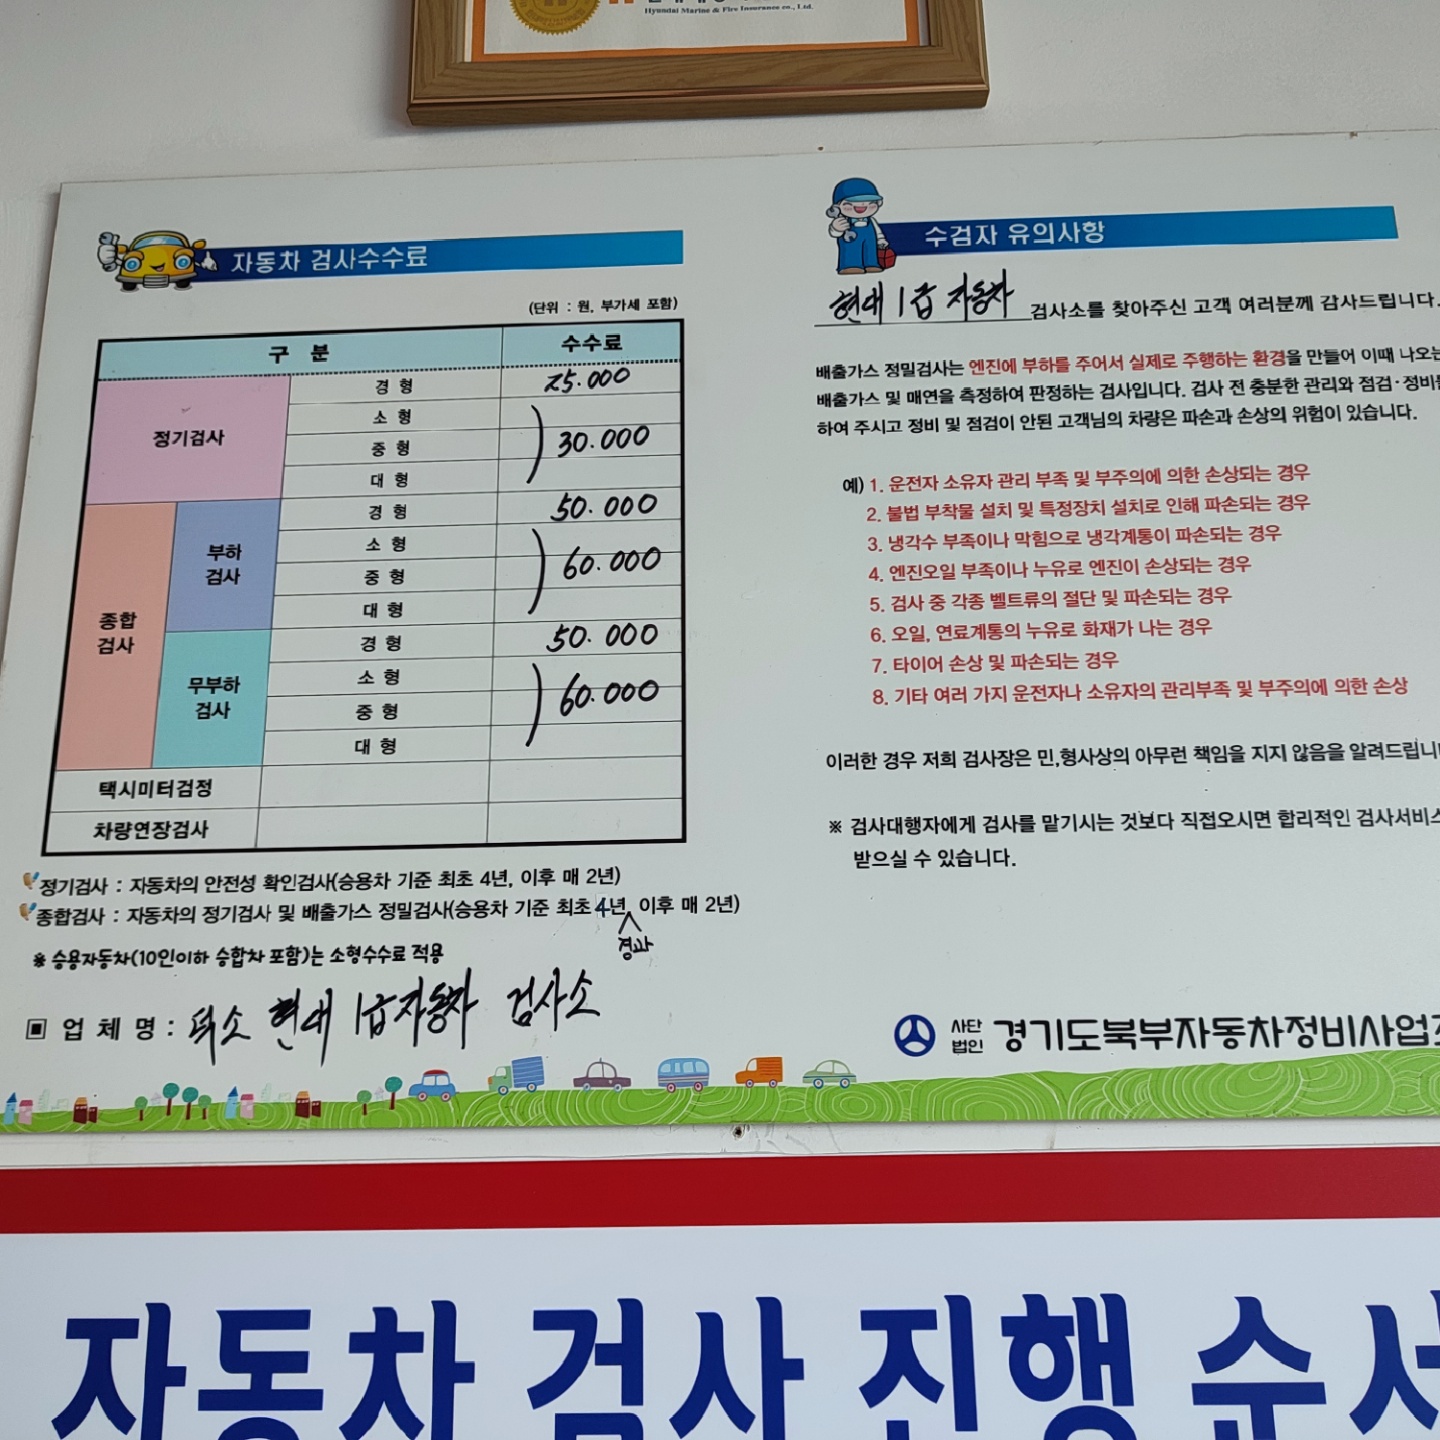 Hyundai Marine & Fire Insurance co., Ltd.
자동차 검사수수료
(단위 : 원, 부가세 포함)
구 분 수수료
정기검사
경 형 25.000
소 형
중 형 30.000
대 형
종합 검사
부하 검사
경 형 50.000
소 형
중 형 60.000
대 형
무부하 검사
경 형 50.000
소 형
중 형 60.000
대 형
택시미터검정
차량연장검사
정기검사 : 자동차의 안전성 확인검사(승용차 기준 최초 4년, 이후 매 2년)
종합검사 : 자동차의 정기검사 및 배출가스 정밀검사(승용차 기준 최초 4년, 이후 매 2년)
경과
※ 승용자동차(10인이하 승합차 포함)는 소형수수료 적용
▣ 업 체 명 : 덕소 현대 1급자동차 검사소
수검자 유의사항
현대 1급 자동차 검사소를 찾아주신 고객 여러분께 감사드립니다.
배출가스 정밀검사는 엔진에 부하를 주어서 실제로 주행하는 환경을 만들어 이때 나오는
배출가스 및 매연을 측정하여 판정하는 검사입니다. 검사 전 충분한 관리와 점검·정비를
하여 주시고 정비 및 점검이 안된 고객님의 차량은 파손과 손상의 위험이 있습니다.
예) 1. 운전자 소유자 관리 부족 및 부주의에 의한 손상되는 경우
2. 불법 부착물 설치 및 특정장치 설치로 인해 파손되는 경우
3. 냉각수 부족이나 막힘으로 냉각계통이 파손되는 경우
4. 엔진오일 부족이나 누유로 엔진이 손상되는 경우
5. 검사 중 각종 벨트류의 절단 및 파손되는 경우
6. 오일, 연료계통의 누유로 화재가 나는 경우
7. 타이어 손상 및 파손되는 경우
8. 기타 여러 가지 운전자나 소유자의 관리부족 및 부주의에 의한 손상
이러한 경우 저희 검사장은 민,형사상의 아무런 책임을 지지 않음을 알려드립니
※ 검사대행자에게 검사를 맡기시는 것보다 직접오시면 합리적인 검사서비스
받으실 수 있습니다.
사단법인 경기도북부자동차정비사업조
자동차 검사 진행 순서